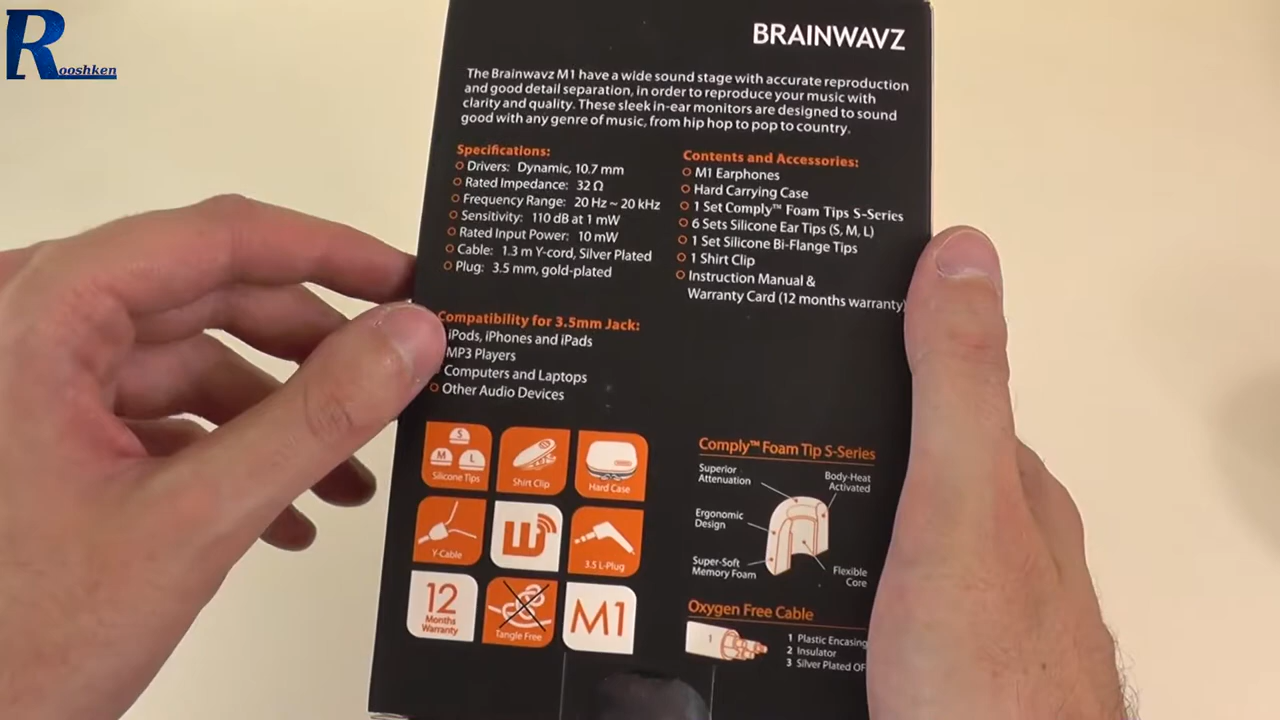 Rooshken
BRAINWAVZ
The Brainwavz M1 have a wide sound stage with accurate reproduction
and good detail separation, in order to reproduce your music with
clarity and quality. These sleek in-ear monitors are designed to sound
good with any genre of music, from hip hop to pop to country.
Specifications:
Drivers: Dynamic, 10.7 mm
Rated Impedance: 32 Ω
Frequency Range: 20 Hz ~ 20 kHz
Sensitivity: 110 dB at 1 mW
Rated Input Power: 10 mW
Cable: 1.3 m Y-cord, Silver Plated
Plug: 3.5 mm, gold-plated
Contents and Accessories:
M1 Earphones
Hard Carrying Case
1 Set Comply™ Foam Tips S-Series
6 Sets Silicone Ear Tips (S, M, L)
1 Set Silicone Bi-Flange Tips
1 Shirt Clip
Instruction Manual &
Warranty Card (12 months warranty)
Compatibility for 3.5mm Jack:
iPods, iPhones and iPads
MP3 Players
Computers and Laptops
Other Audio Devices
S
M L
Silicone Tips
Shirt Clip
Hard Case
Y-Cable
3.5 L-Plug
12
Months
Warranty
Tangle Free
M1
Comply™ Foam Tip S-Series
Superior
Attenuation
Body-Heat
Activated
Ergonomic
Design
Super-Soft
Memory Foam
Flexible
Core
Oxygen Free Cable
1
1 Plastic Encasing
2 Insulator
3 Silver Plated OF